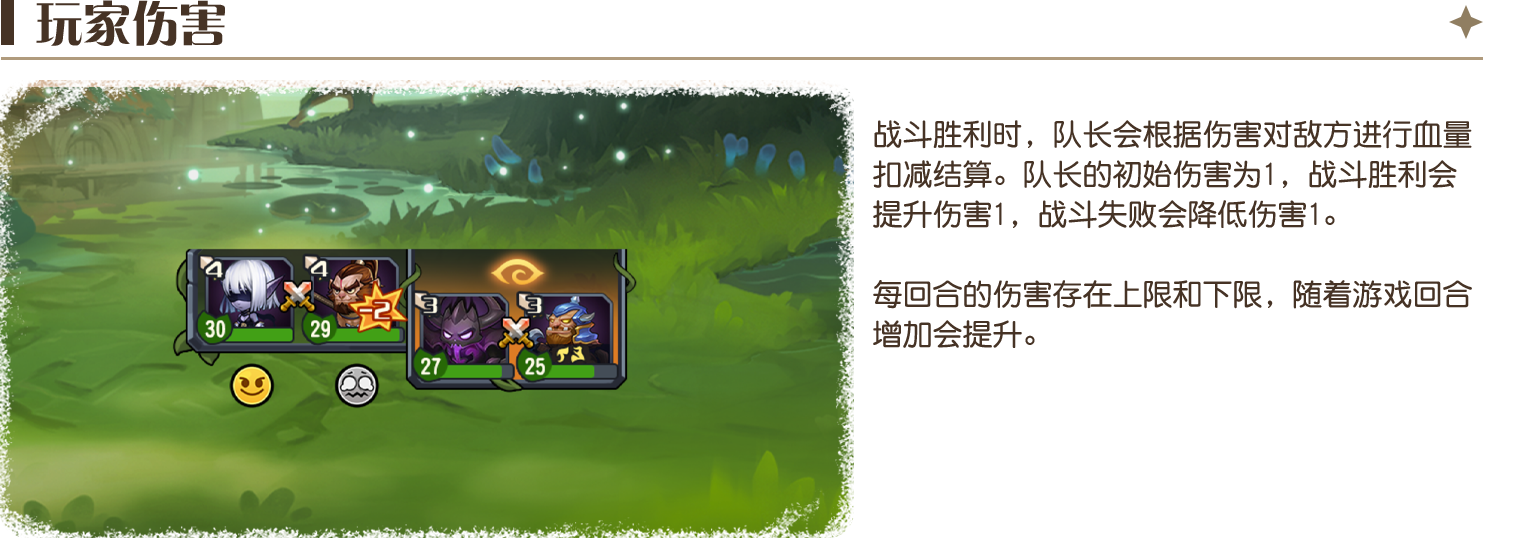 玩家伤害
战斗胜利时，队长会根据伤害对敌方进行血量
扣减结算。队长的初始伤害为1，战斗胜利会
提升伤害1，战斗失败会降低伤害1。
每回合的伤害存在上限和下限，随着游戏回合
增加会提升。
4 4
-2
30 29
3 3
27 25